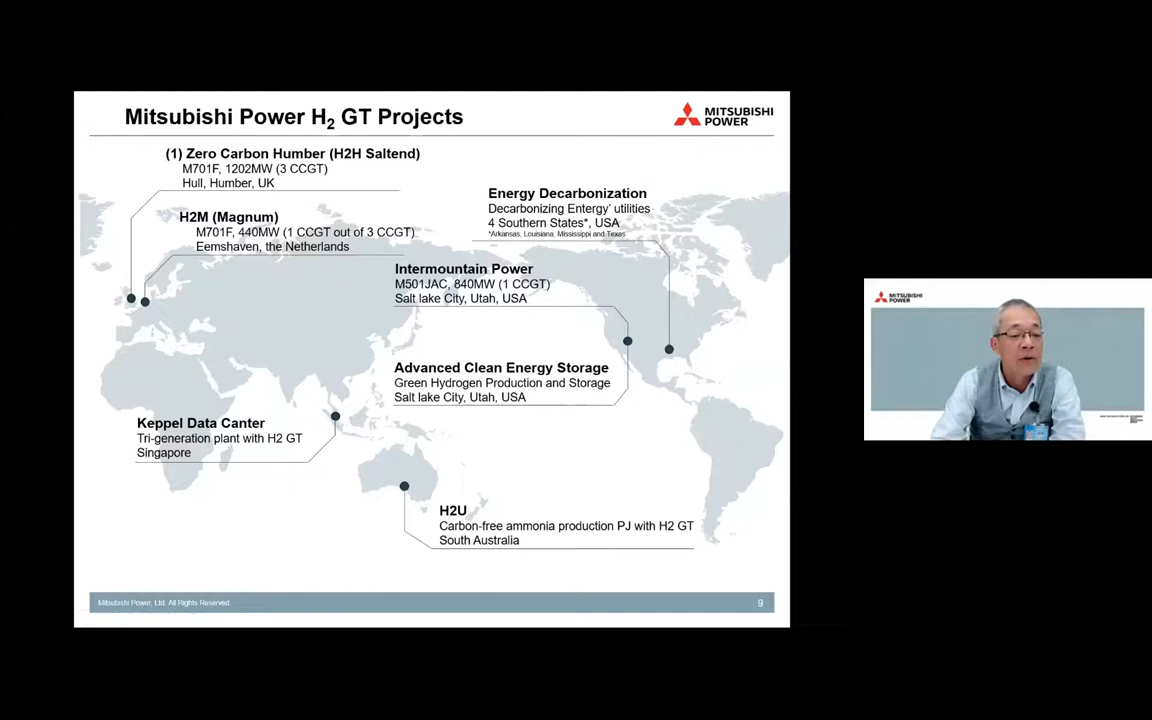 Mitsubishi Power H2 GT Projects
MITSUBISHI
POWER
(1) Zero Carbon Humber (H2H Saltend)
M701F, 1202MW (3 CCGT)
Hull, Humber, UK
H2M (Magnum)
M701F, 440MW (1 CCGT out of 3 CCGT)
Eemshaven, the Netherlands
Energy Decarbonization
Decarbonizing Entergy' utilities
4 Southern States*, USA
*Arkansas, Louisiana, Mississippi and Texas
Intermountain Power
M501JAC, 840MW (1 CCGT)
Salt lake City, Utah, USA
Advanced Clean Energy Storage
Green Hydrogen Production and Storage
Salt lake City, Utah, USA
Keppel Data Canter
Tri-generation plant with H2 GT
Singapore
H2U
Carbon-free ammonia production PJ with H2 GT
South Australia
Mitsubishi Power, Ltd. All Rights Reserved.
9
MITSUBISHI
POWER